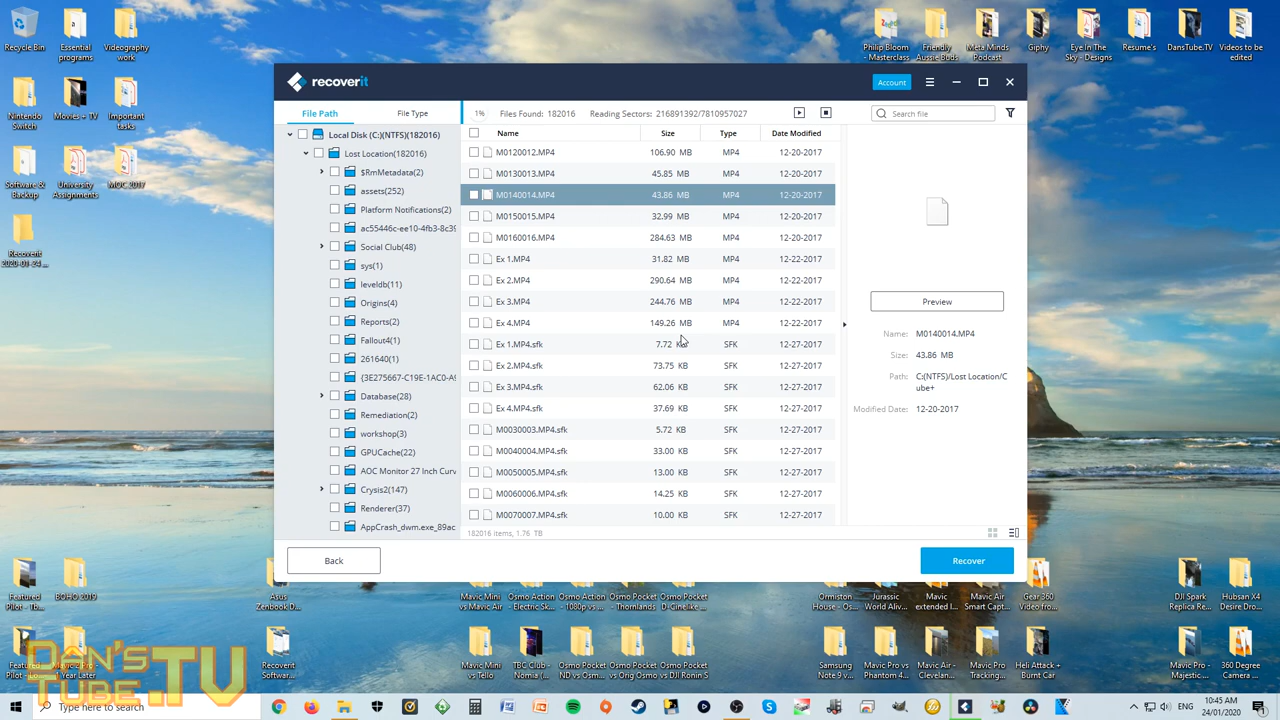 Recycle Bin
Essential programs
Videography work
Philip Bloom - Masterclass
Friendly Aussie Buds
Meta Minds Podcast
Giphy
Eye In The Sky - Designs
Resume's
DansTube.TV
Videos to be edited
Nintendo Switch
Movies + TV
Important tasks
Software & Backup
University Assignments
MOC 2017
Recoverit 2020-01-24 ...
recoverit
Account
File Path
File Type
1%
Files Found: 182016
Reading Sectors: 216891392/7810957027
Search file
Local Disk (C:)(NTFS)(182016)
Lost Location(182016)
$RmMetadata(2)
assets(252)
Platform Notifications(2)
ac55446c-ee10-4fb3-8c39
Social Club(48)
sys(1)
leveldb(11)
Origins(4)
Reports(2)
Fallout4(1)
261640(1)
{3E275667-C19E-1AC0-A9
Database(28)
Remediation(2)
workshop(3)
GPUCache(22)
AOC Monitor 27 Inch Curv
Crysis2(147)
Renderer(37)
AppCrash_dwm.exe_89ac
Name Size Type Date Modified
M0120012.MP4 106.90 MB MP4 12-20-2017
M0130013.MP4 45.85 MB MP4 12-20-2017
M0140014.MP4 43.86 MB MP4 12-20-2017
M0150015.MP4 32.99 MB MP4 12-20-2017
M0160016.MP4 284.63 MB MP4 12-20-2017
Ex 1.MP4 31.82 MB MP4 12-22-2017
Ex 2.MP4 290.64 MB MP4 12-22-2017
Ex 3.MP4 244.76 MB MP4 12-22-2017
Ex 4.MP4 149.26 MB MP4 12-22-2017
Ex 1.MP4.sfk 7.72 KB SFK 12-27-2017
Ex 2.MP4.sfk 73.75 KB SFK 12-27-2017
Ex 3.MP4.sfk 62.06 KB SFK 12-27-2017
Ex 4.MP4.sfk 37.69 KB SFK 12-27-2017
M0030003.MP4.sfk 5.72 KB SFK 12-27-2017
M0040004.MP4.sfk 33.00 KB SFK 12-27-2017
M0050005.MP4.sfk 13.00 KB SFK 12-27-2017
M0060006.MP4.sfk 14.25 KB SFK 12-27-2017
M0070007.MP4.sfk 10.00 KB SFK 12-27-2017
182016 items, 1.76 TB
Preview
Name: M0140014.MP4
Size: 43.86 MB
Path: C:(NTFS)/Lost Location/C
ube+
Modified Date: 12-20-2017
Back
Recover
Featured Pilot - Tb...
BOHO 2019
Asus Zenbook D...
Mavic Mini vs Mavic Air
Osmo Action - Electric Sk...
Osmo Action - 1080p vs ...
Osmo Pocket - Thornlands
Osmo Pocket D-Cinelike ...
Ormiston House - Os...
Jurassic World Aliv...
Mavic extended l...
Mavic Air Smart Capt...
Gear 360 Video fro...
DJI Spark Replica Re...
Hubsan X4 Desire Dro...
Featured Pilot - Lo...
Mavic 2 Pro - 1 Year Later
Recoverit Softwar...
Mavic Mini vs Tello
TBC Club - Nomia (...
Osmo Pocket ND vs Osm...
Osmo Pocket vs Orig Osmo
Osmo Pocket vs DJI Ronin S
Samsung Note 9 v...
Mavic Pro vs Phantom 4...
Mavic Air - Clevelan...
Mavic Pro Tracking...
Heli Attack + Burnt Car
Mavic Pro - Majestic...
360 Degree Camera...
DAN'S TUBE.TV
Type here to search
10:45 AM
24/01/2020